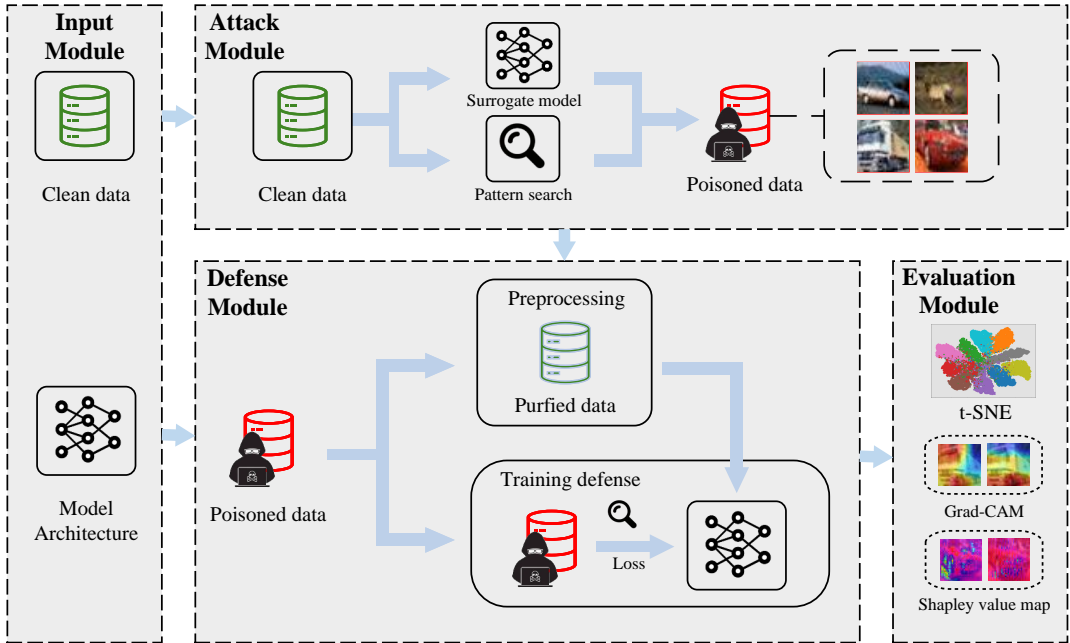 Input
Module
Clean data
Model
Architecture
Attack
Module
Clean data
Surrogate model
Pattern search
Poisoned data
Defense
Module
Poisoned data
Preprocessing
Purfied data
Training defense
Loss
Evaluation
Module
t-SNE
Grad-CAM
Shapley value map